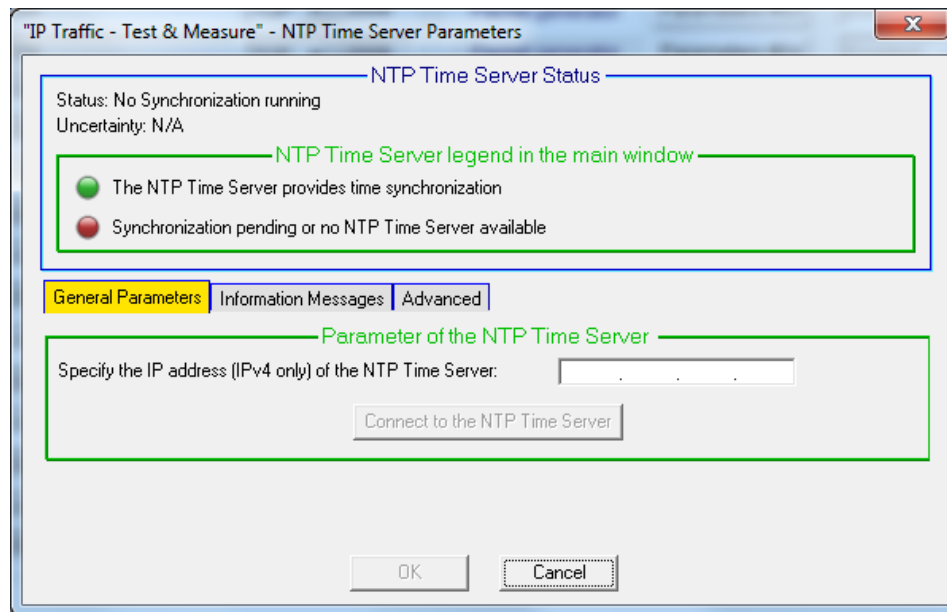 "IP Traffic - Test & Measure" - NTP Time Server Parameters
NTP Time Server Status
Status: No Synchronization running
Uncertainty: N/A
NTP Time Server legend in the main window
The NTP Time Server provides time synchronization
Synchronization pending or no NTP Time Server available
General Parameters Information Messages Advanced
Parameter of the NTP Time Server
Specify the IP address (IPv4 only) of the NTP Time Server: . . .
Connect to the NTP Time Server
OK Cancel